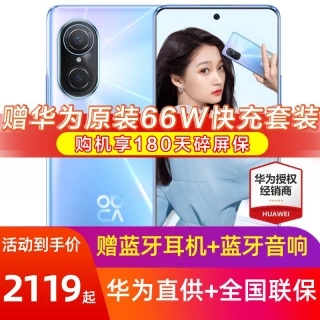 赠华为原装66W快充套装
购机享180天碎屏保
华为授权
经销商
HUAWEI
活动到手价
赠蓝牙耳机+蓝牙音响
2119起
华为直供+全国联保